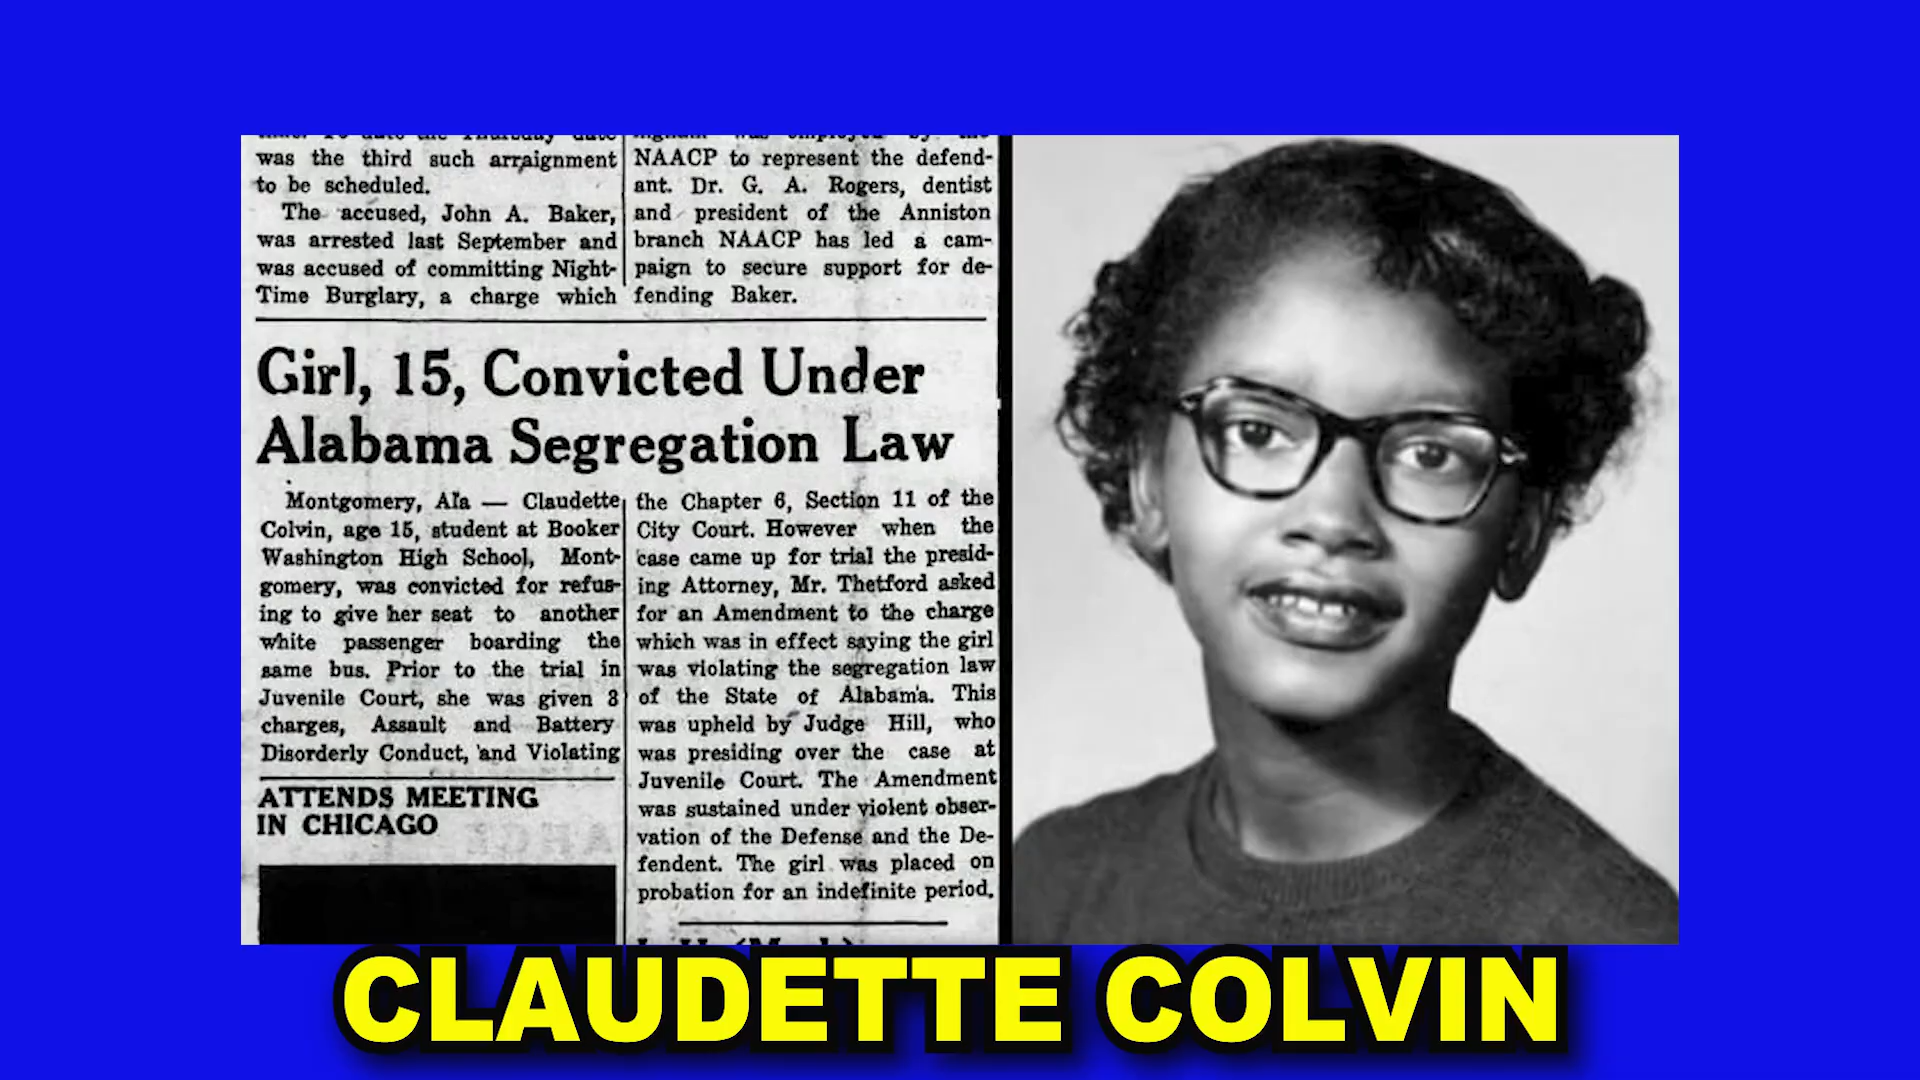 was the third such arraignment
to be scheduled.
The accused, John A. Baker,
was arrested last September and
was accused of committing Night-
Time Burglary, a charge which
NAACP to represent the defend-
ant. Dr. G. A. Rogers, dentist
and president of the Anniston
branch NAACP has led a cam-
paign to secure support for de-
fending Baker.
Girl, 15, Convicted Under
Alabama Segregation Law
Montgomery, Ala — Claudette
Colvin, age 15, student at Booker
Washington High School, Mont-
gomery, was convicted for refus-
ing to give her seat to another
white passenger boarding the
same bus. Prior to the trial in
Juvenile Court, she was given 3
charges, Assault and Battery
Disorderly Conduct, and Violating
the Chapter 6, Section 11 of the
City Court. However when the
case came up for trial the presid-
ing Attorney, Mr. Thetford asked
for an Amendment to the charge
which was in effect saying the girl
was violating the segregation law
of the State of Alabama. This
was upheld by Judge Hill, who
was presiding over the case at
Juvenile Court. The Amendment
was sustained under violent obser-
vation of the Defense and the De-
fendent. The girl was placed on
probation for an indefinite period.
ATTENDS MEETING
IN CHICAGO
CLAUDETTE COLVIN